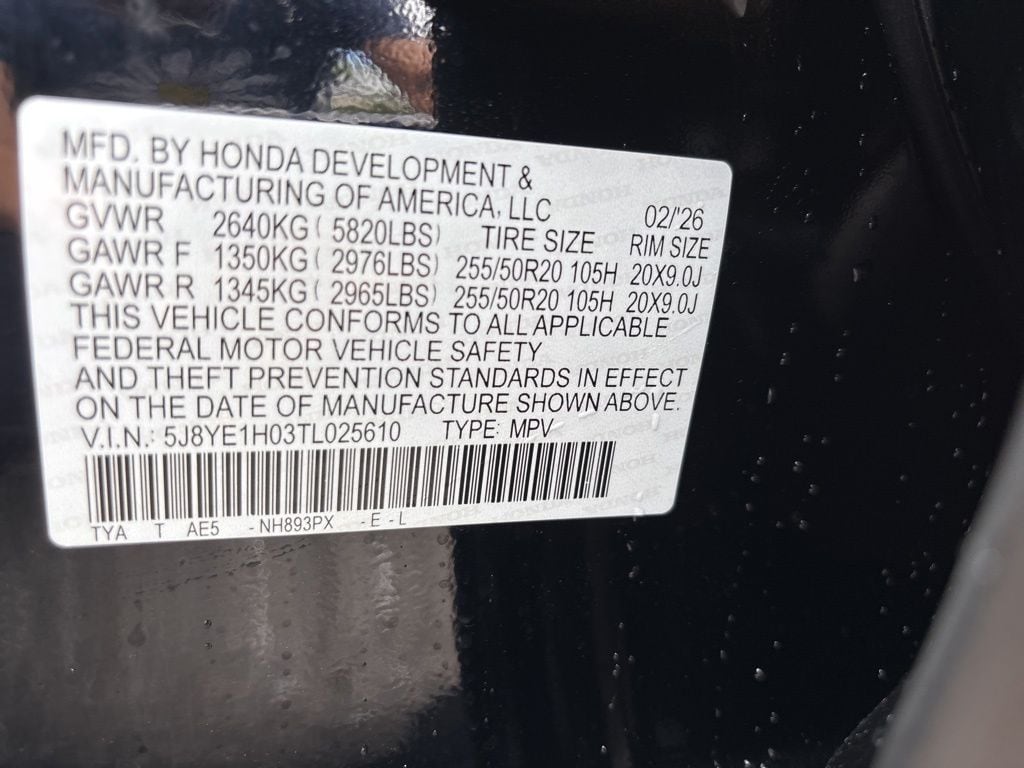 MFD. BY HONDA DEVELOPMENT &
MANUFACTURING OF AMERICA, LLC 02/'26
GVWR 2640KG ( 5820LBS) TIRE SIZE RIM SIZE
GAWR F 1350KG ( 2976LBS) 255/50R20 105H 20X9.0J
GAWR R 1345KG ( 2965LBS) 255/50R20 105H 20X9.0J
THIS VEHICLE CONFORMS TO ALL APPLICABLE
FEDERAL MOTOR VEHICLE SAFETY
AND THEFT PREVENTION STANDARDS IN EFFECT
ON THE DATE OF MANUFACTURE SHOWN ABOVE.
V.I.N.: 5J8YE1H03TL025610 TYPE: MPV
TYA T AE5 -NH893PX -E-L